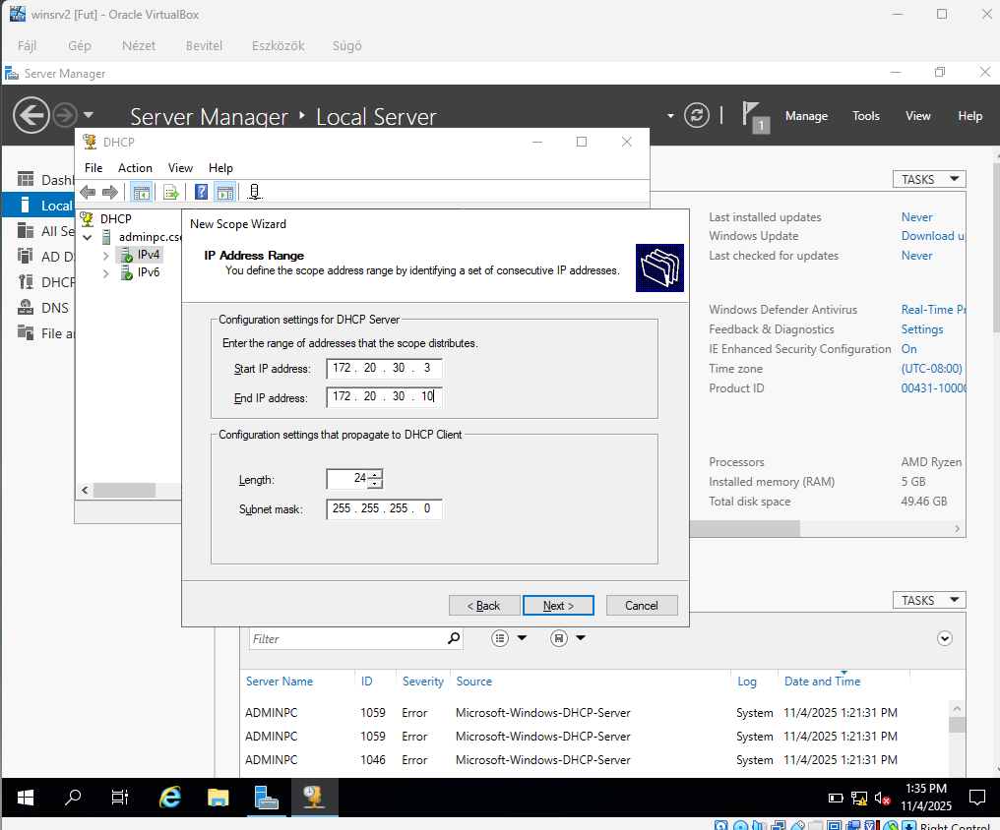 winsrv2 [Fut] - Oracle VirtualBox
Fájl Gép Nézet Bevitel Eszközök Súgó
Server Manager
Server Manager Local Server
1 Manage Tools View Help
DHCP
File Action View Help
DHCP
adminpc.cse
IPv4
IPv6
Dashb
Local
All Se
AD D
DHCP
DNS
File a
New Scope Wizard
IP Address Range
You define the scope address range by identifying a set of consecutive IP addresses.
Configuration settings for DHCP Server
Enter the range of addresses that the scope distributes.
Start IP address: 172 . 20 . 30 . 3
End IP address: 172 . 20 . 30 . 10
Configuration settings that propagate to DHCP Client
Length: 24
Subnet mask: 255 . 255 . 255 . 0
< Back Next > Cancel
TASKS
Last installed updates Never
Windows Update Download u
Last checked for updates Never
Windows Defender Antivirus Real-Time Pr
Feedback & Diagnostics Settings
IE Enhanced Security Configuration On
Time zone (UTC-08:00)
Product ID 00431-1000
Processors AMD Ryzen
Installed memory (RAM) 5 GB
Total disk space 49.46 GB
TASKS
Filter
Server Name ID Severity Source Log Date and Time
ADMINPC 1059 Error Microsoft-Windows-DHCP-Server System 11/4/2025 1:21:31 PM
ADMINPC 1059 Error Microsoft-Windows-DHCP-Server System 11/4/2025 1:21:31 PM
ADMINPC 1046 Error Microsoft-Windows-DHCP-Server System 11/4/2025 1:21:31 PM
1:35 PM
11/4/2025
Right Control